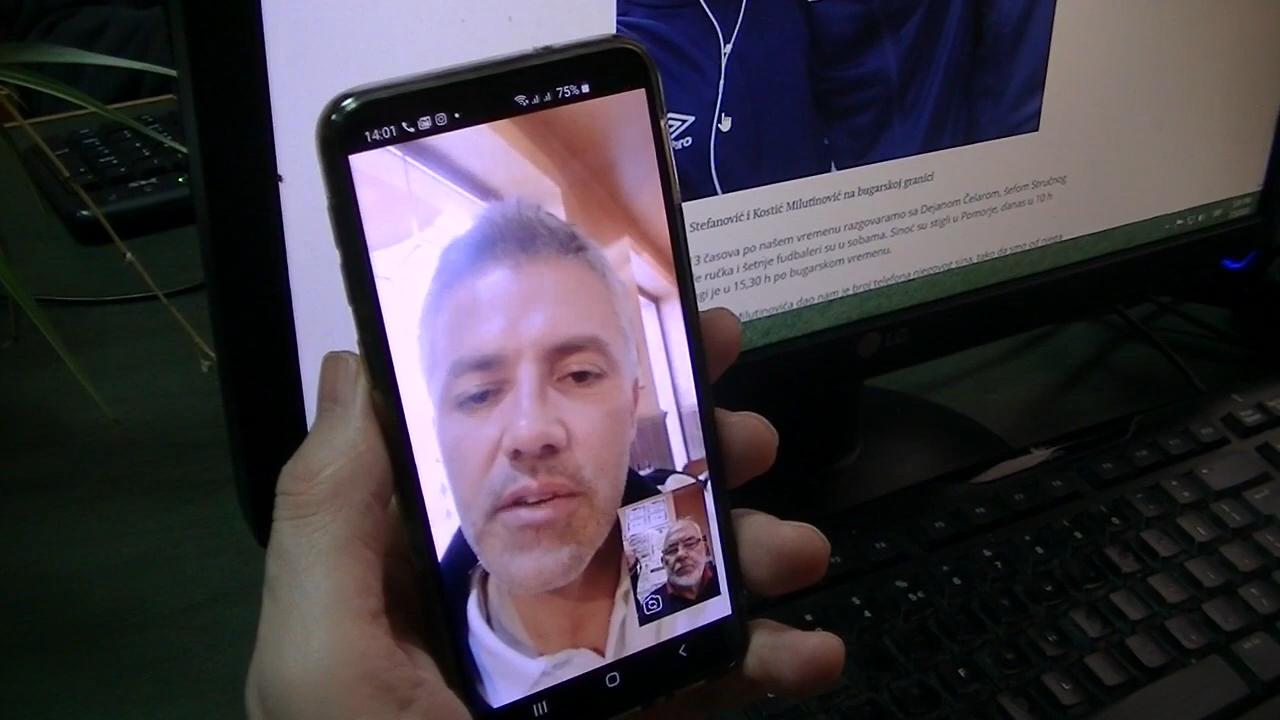 14:01
75%
Stefanović i Kostić Milutinović na bugarskoj granici
3 časova po našem vremenu razgovaramo sa Dejanom Čelarom, šefom Stručnog
e ručka i šetnje fudbaleri su u sobama. Sinoć su stigli u Pomorje, danas u 10 h
gi je u 15,30 h po bugarskom vremenu.
Milutinovića dao nam je broj telefona njegovog sina, tako da smo od njega
LG